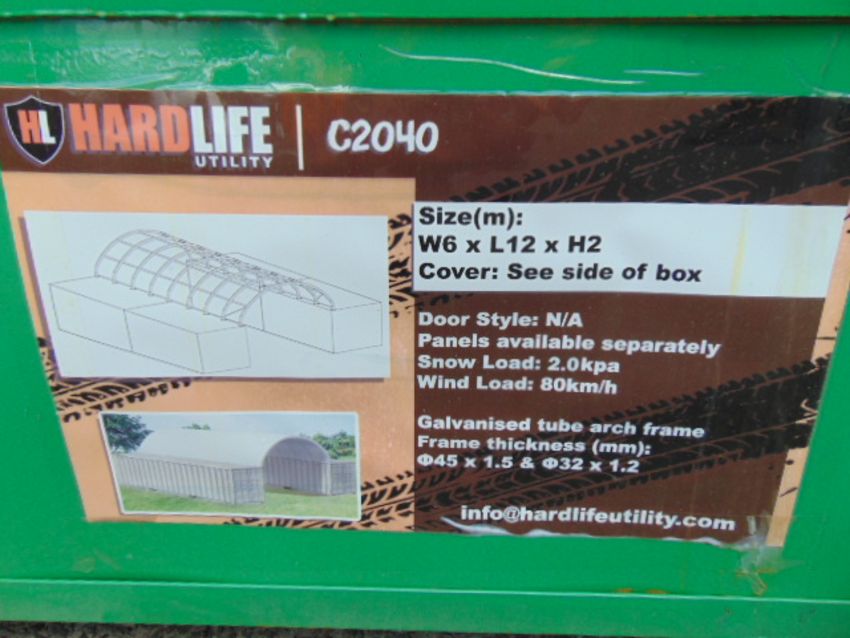 HL HARDLIFE
UTILITY
C2040
Size(m):
W6 x L12 x H2
Cover: See side of box
Door Style: N/A
Panels available separately
Snow Load: 2.0kpa
Wind Load: 80km/h
Galvanised tube arch frame
Frame thickness (mm):
Φ45 x 1.5 & Φ32 x 1.2
info@hardlifeutility.com